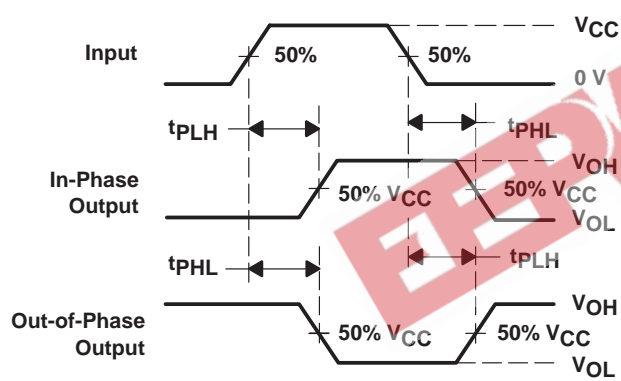 VCC
Input
50%
50%
0 V
tPLH
tPHL
VOH
In-Phase
Output
50% VCC
50% VCC
VOL
tPHL
tPLH
VOH
Out-of-Phase
Output
50% VCC
50% VCC
VOL